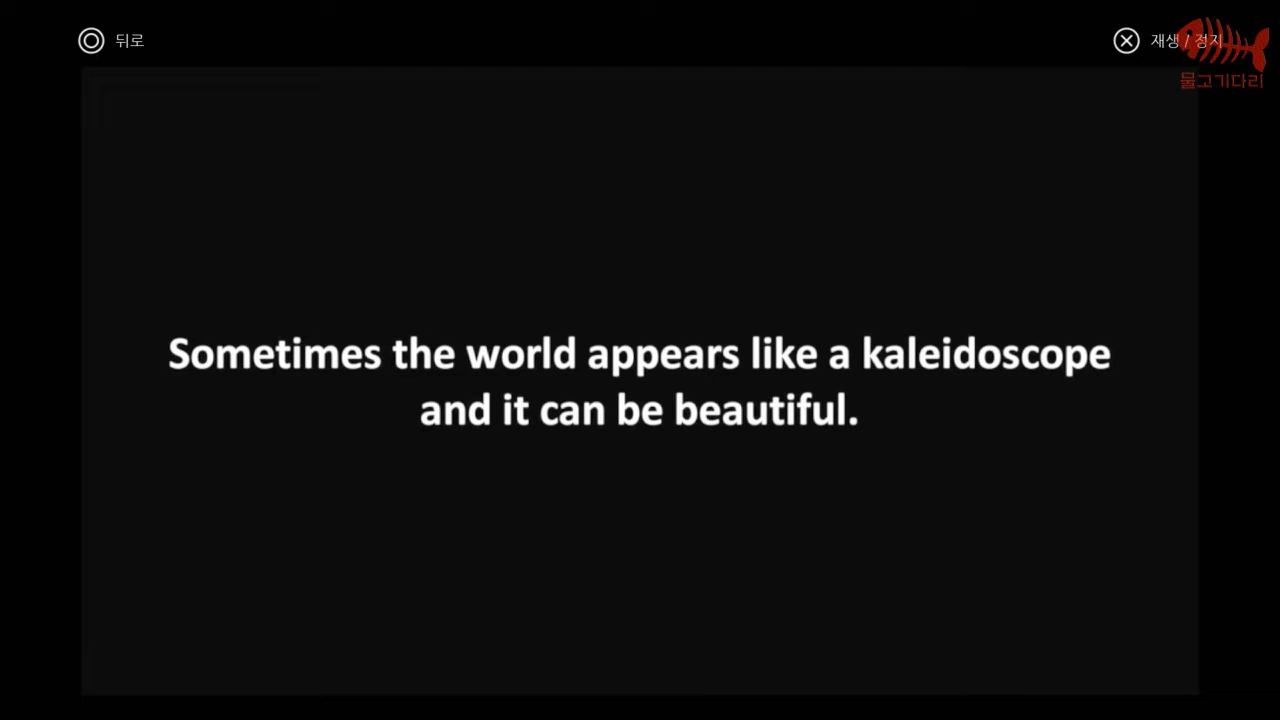 뒤로
재생 / 정지
물고기다리
Sometimes the world appears like a kaleidoscope
and it can be beautiful.